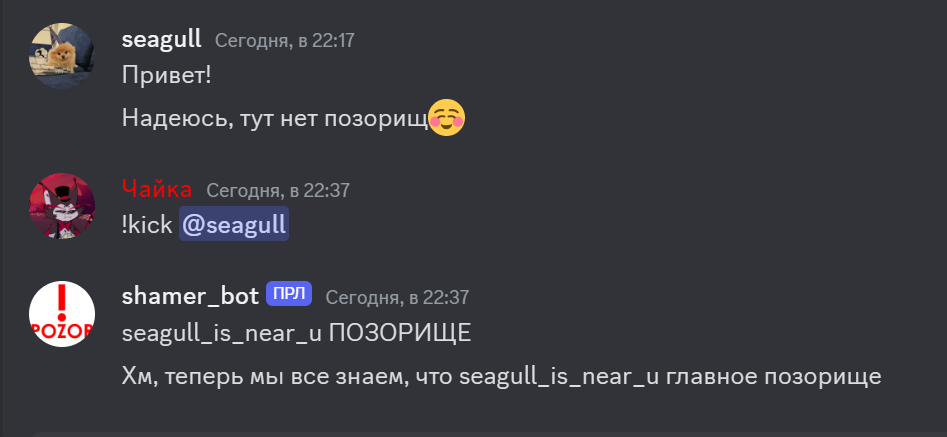 seagull Сегодня, в 22:17
Привет!
Надеюсь, тут нет позорищ😊
Чайка Сегодня, в 22:37
!kick @seagull
! POZOR
shamer_bot ПРЛ Сегодня, в 22:37
seagull_is_near_u ПОЗОРИЩЕ
Хм, теперь мы все знаем, что seagull_is_near_u главное позорище